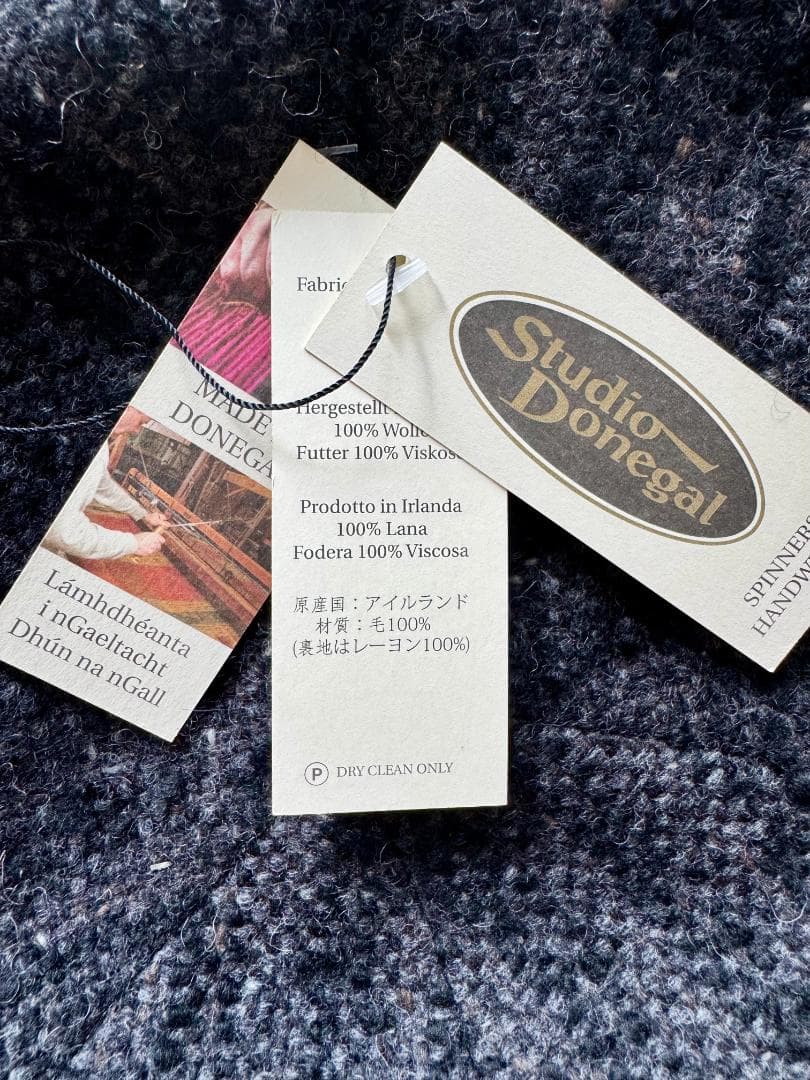 MADE
DONEGA
Lámhdhéanta
i nGaeltacht
Dhún na nGall
Fabric
Hergestellt
100% Wolle
Futter 100% Viskos
Prodotto in Irlanda
100% Lana
Fodera 100% Viscosa
原産国：アイルランド
材質：毛100%
(裏地はレーヨン100%)
P DRY CLEAN ONLY
Studio
Donegal
SPINNER
HANDW